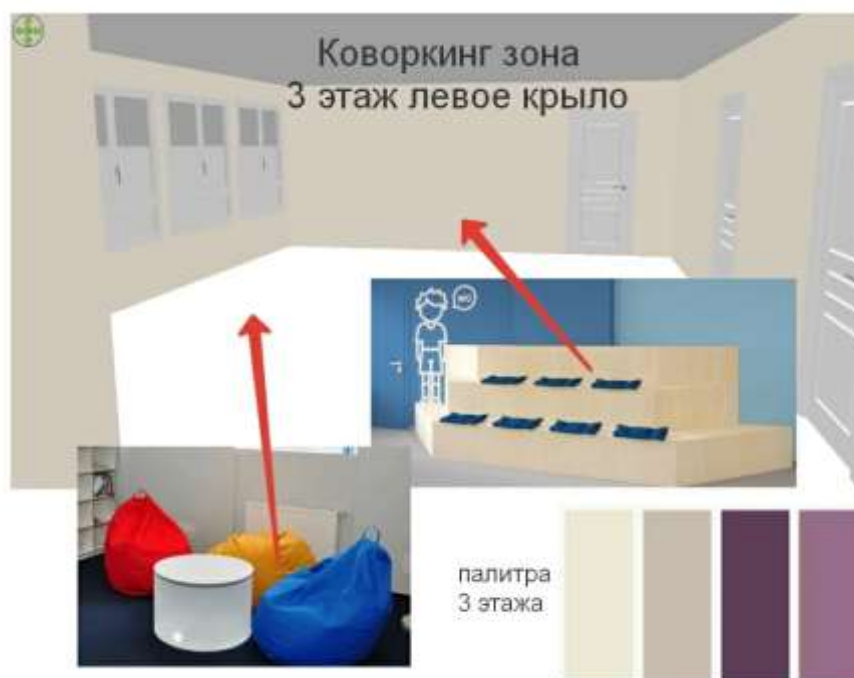 Коворкинг зона
3 этаж левое крыло
палитра
3 этажа